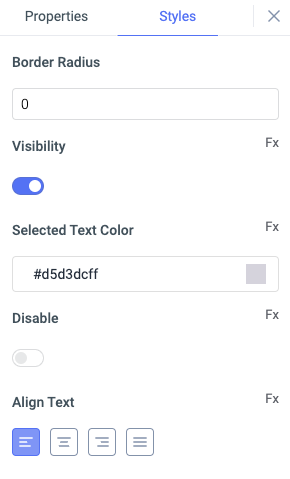 Properties
Styles
Border Radius
0
Visibility
Fx
Selected Text Color
Fx
#d5d3dcff
Disable
Fx
Align Text
Fx